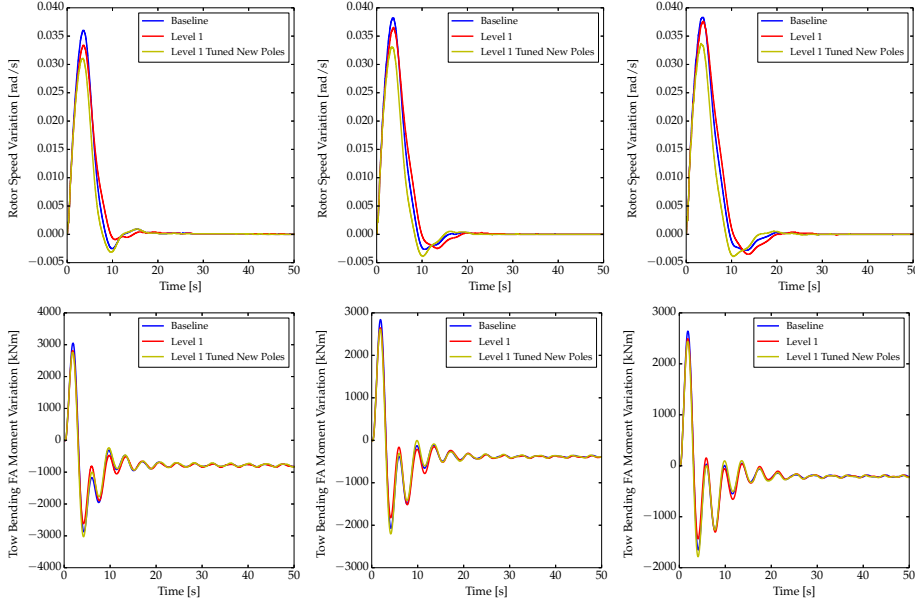 0.040
0.035
0.030
0.025
0.020
0.015
0.010
0.005
0.000
−0.005
Rotor Speed Variation [rad/s]
Baseline
Level 1
Level 1 Tuned New Poles
0 10 20 30 40 50
Time [s]
0.040
0.035
0.030
0.025
0.020
0.015
0.010
0.005
0.000
−0.005
Rotor Speed Variation [rad/s]
Baseline
Level 1
Level 1 Tuned New Poles
0 10 20 30 40 50
Time [s]
0.040
0.035
0.030
0.025
0.020
0.015
0.010
0.005
0.000
−0.005
Rotor Speed Variation [rad/s]
Baseline
Level 1
Level 1 Tuned New Poles
0 10 20 30 40 50
Time [s]
4000
3000
2000
1000
0
−1000
−2000
−3000
−4000
Tow Bending FA Moment Variation [kNm]
Baseline
Level 1
Level 1 Tuned New Poles
0 10 20 30 40 50
Time [s]
3000
2000
1000
0
−1000
−2000
−3000
Tow Bending FA Moment Variation [kNm]
Baseline
Level 1
Level 1 Tuned New Poles
0 10 20 30 40 50
Time [s]
3000
2000
1000
0
−1000
−2000
Tow Bending FA Moment Variation [kNm]
Baseline
Level 1
Level 1 Tuned New Poles
0 10 20 30 40 50
Time [s]